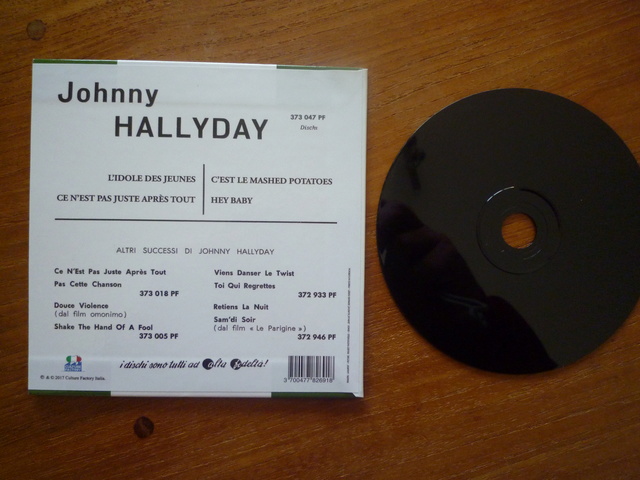 Johnny
HALLYDAY
373 047 PF
Dischi
L'IDOLE DES JEUNES
CE N'EST PAS JUSTE APRÈS TOUT
C'EST LE MASHED POTATOES
HEY BABY
ALTRI SUCCESSI DI JOHNNY HALLYDAY
Ce N'Est Pas Juste Après Tout
Pas Cette Chanson
373 018 PF
Douce Violence
(dal film omonimo)
Shake The Hand Of A Fool
373 005 PF
Viens Danser Le Twist
Toi Qui Regrettes
372 933 PF
Retiens La Nuit
Sam'di Soir
(dal film « Le Parigine »)
372 946 PF
i dischi sono tutti ad alta fedelta!
℗ & © 2017 Culture Factory Italia.
3 700477 826918